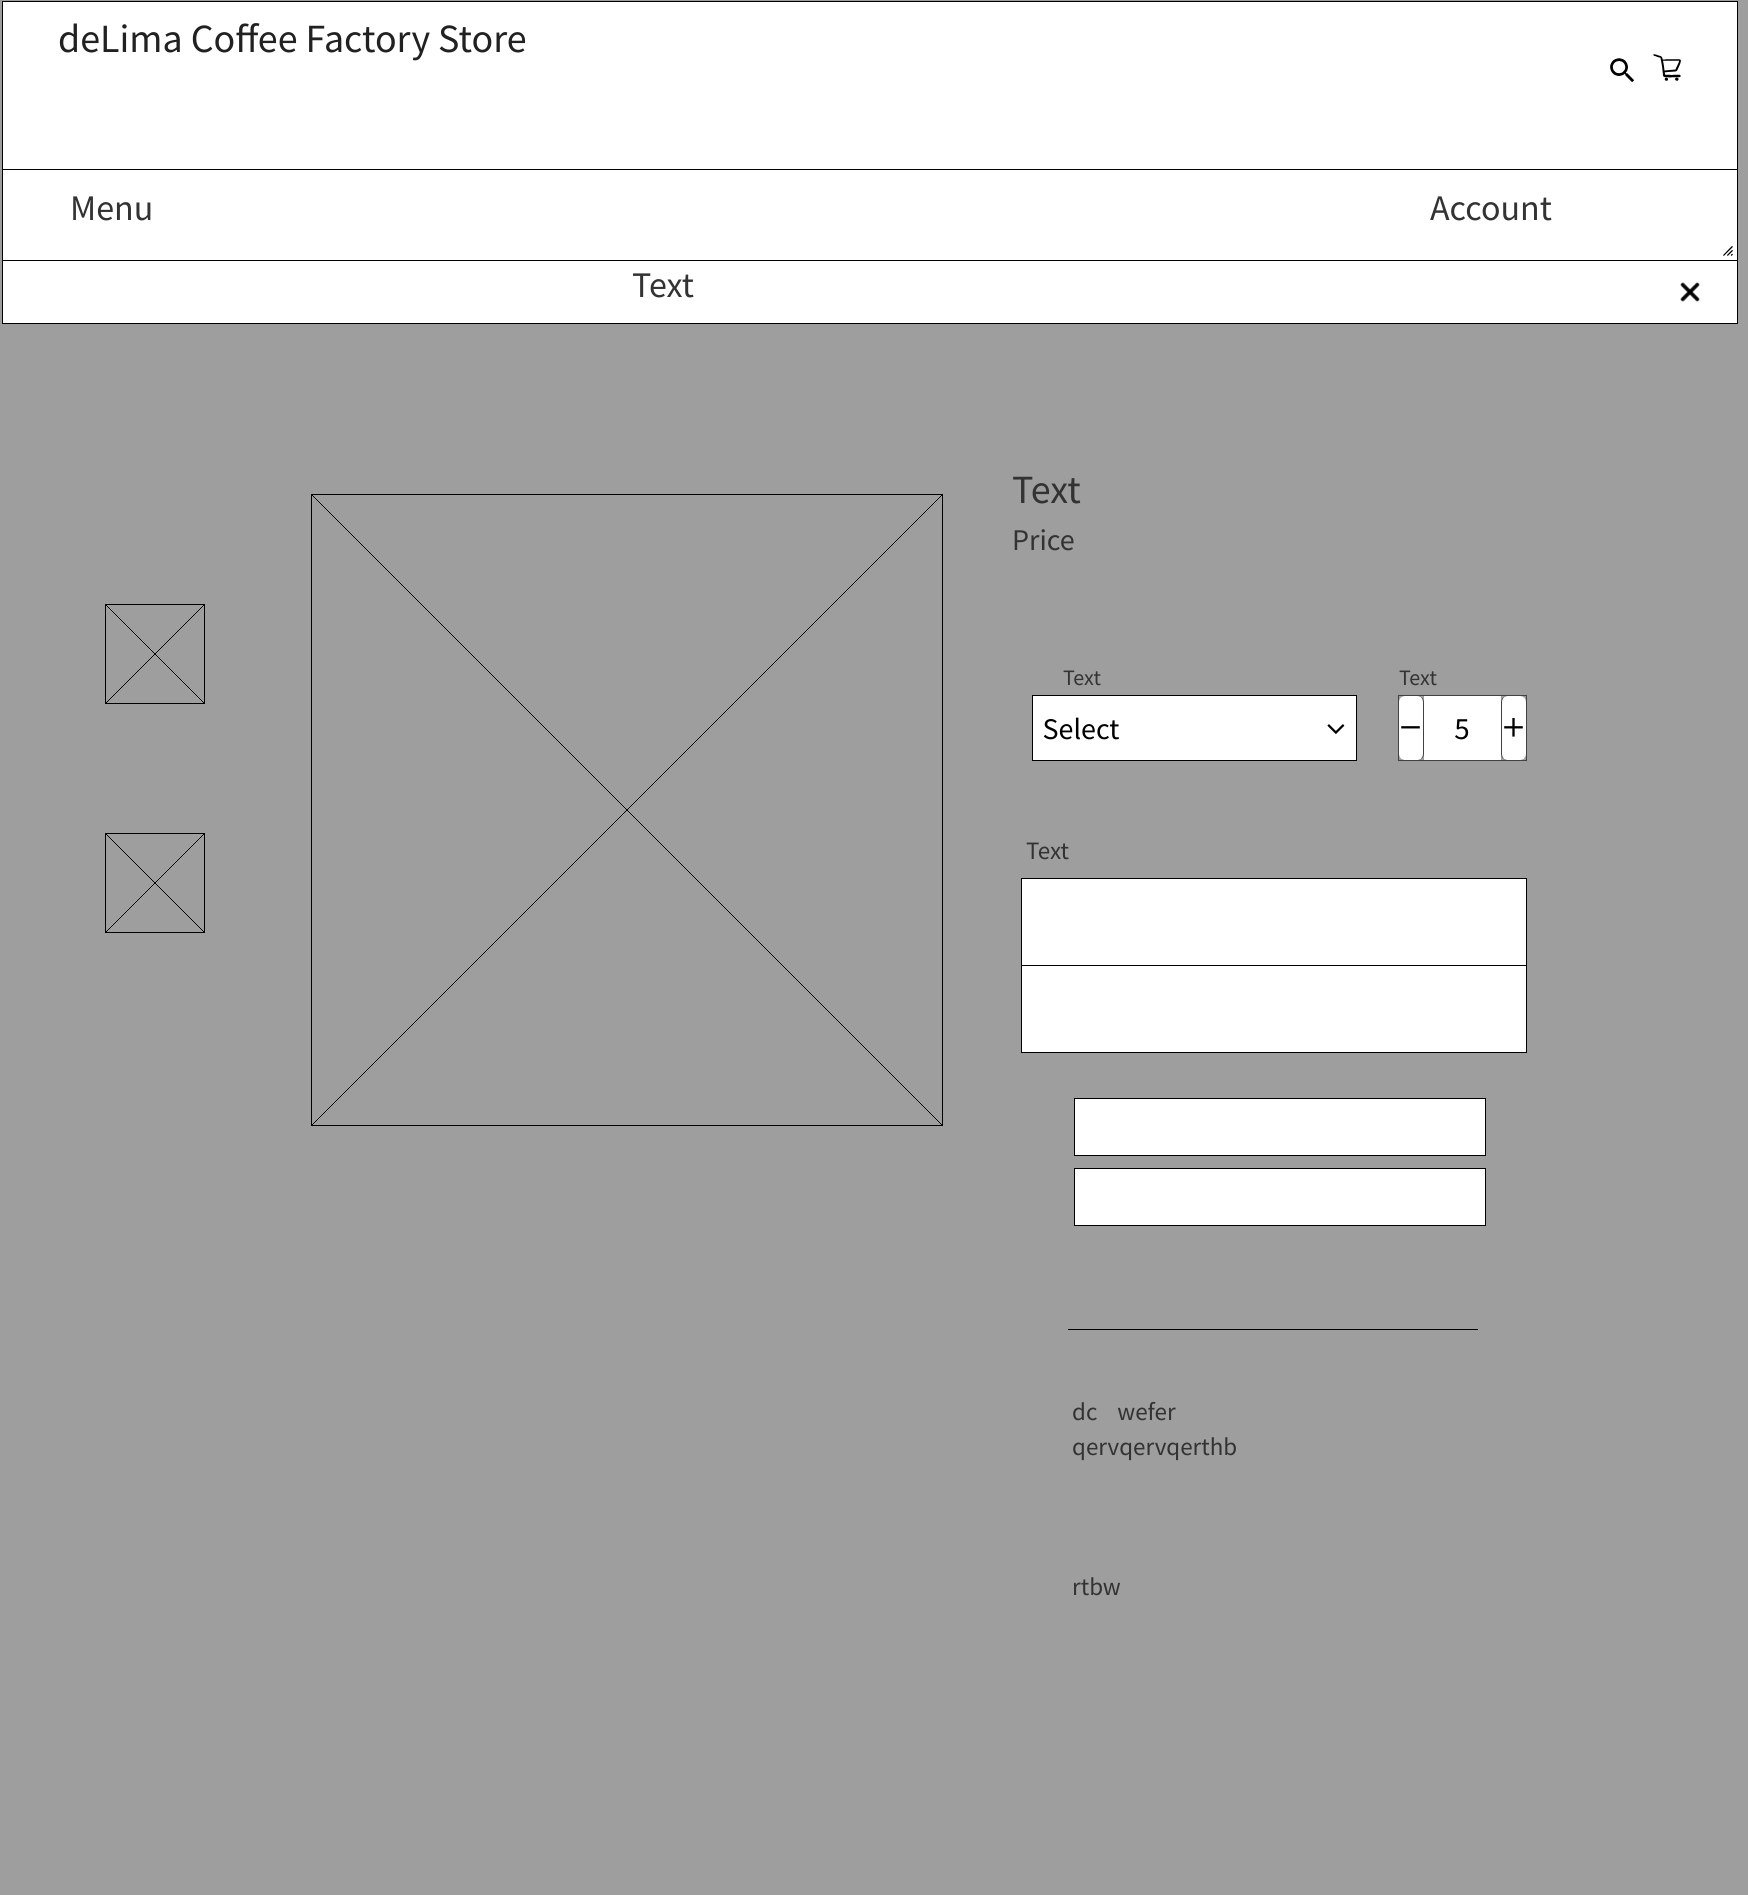 deLima Coffee Factory Store
Menu
Account
Text
Text
Price
Text
Text
Select
5
Text
dc wefer
qervqervqerthb
rtbw